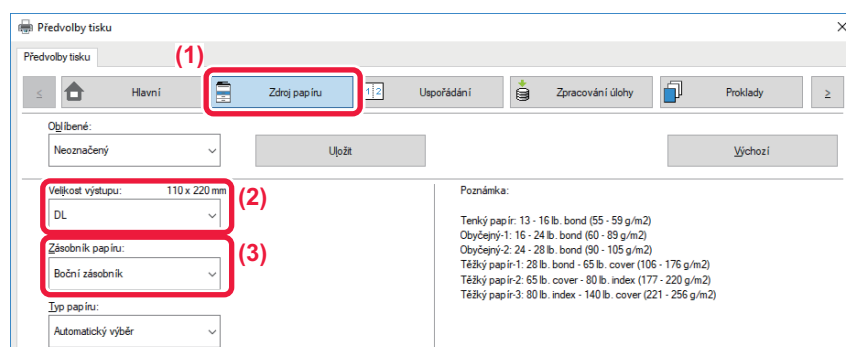 Předvolby tisku
Předvolby tisku
(1)
≤ Hlavní Zdroj papíru 1 2 Uspořádání Zpracování úlohy Proklady ≥
Oblíbené:
Neoznačený Uložit Výchozí
Velikost výstupu: 110 x 220 mm
(2)
DL
Zásobník papíru:
(3)
Boční zásobník
Typ papíru:
Automatický výběr
Poznámka:
Tenký papír: 13 - 16 lb. bond (55 - 59 g/m2)
Obyčejný-1: 16 - 24 lb. bond (60 - 89 g/m2)
Obyčejný-2: 24 - 28 lb. bond (90 - 105 g/m2)
Těžký papír-1: 28 lb. bond - 65 lb. cover (106 - 176 g/m2)
Těžký papír-2: 65 lb. cover - 80 lb. index (177 - 220 g/m2)
Těžký papír-3: 80 lb. index - 140 lb. cover (221 - 256 g/m2)